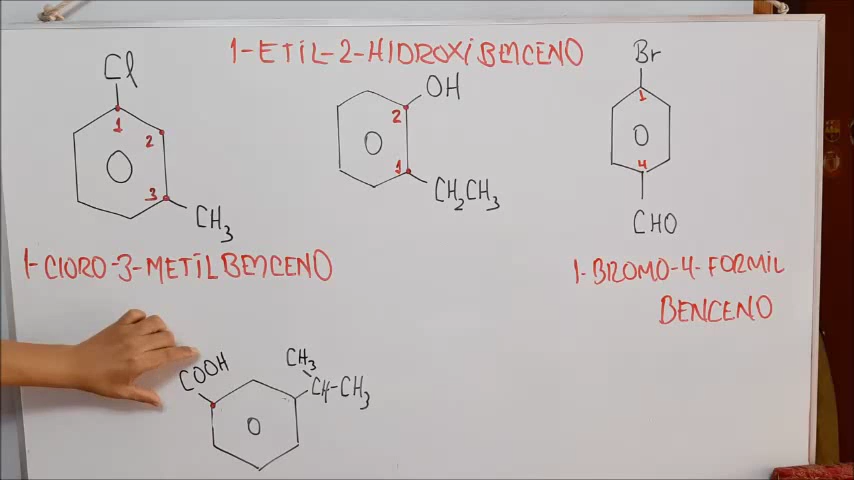 1-ETIL-2-HIDROXIBENCENO
Cl
1
2
3
CH3
1-CLORO-3-METILBENCENO
OH
2
1
CH2CH3
Br
1
4
CHO
1-BROMO-4-FORMIL
BENCENO
COOH
CH3
CH-CH3